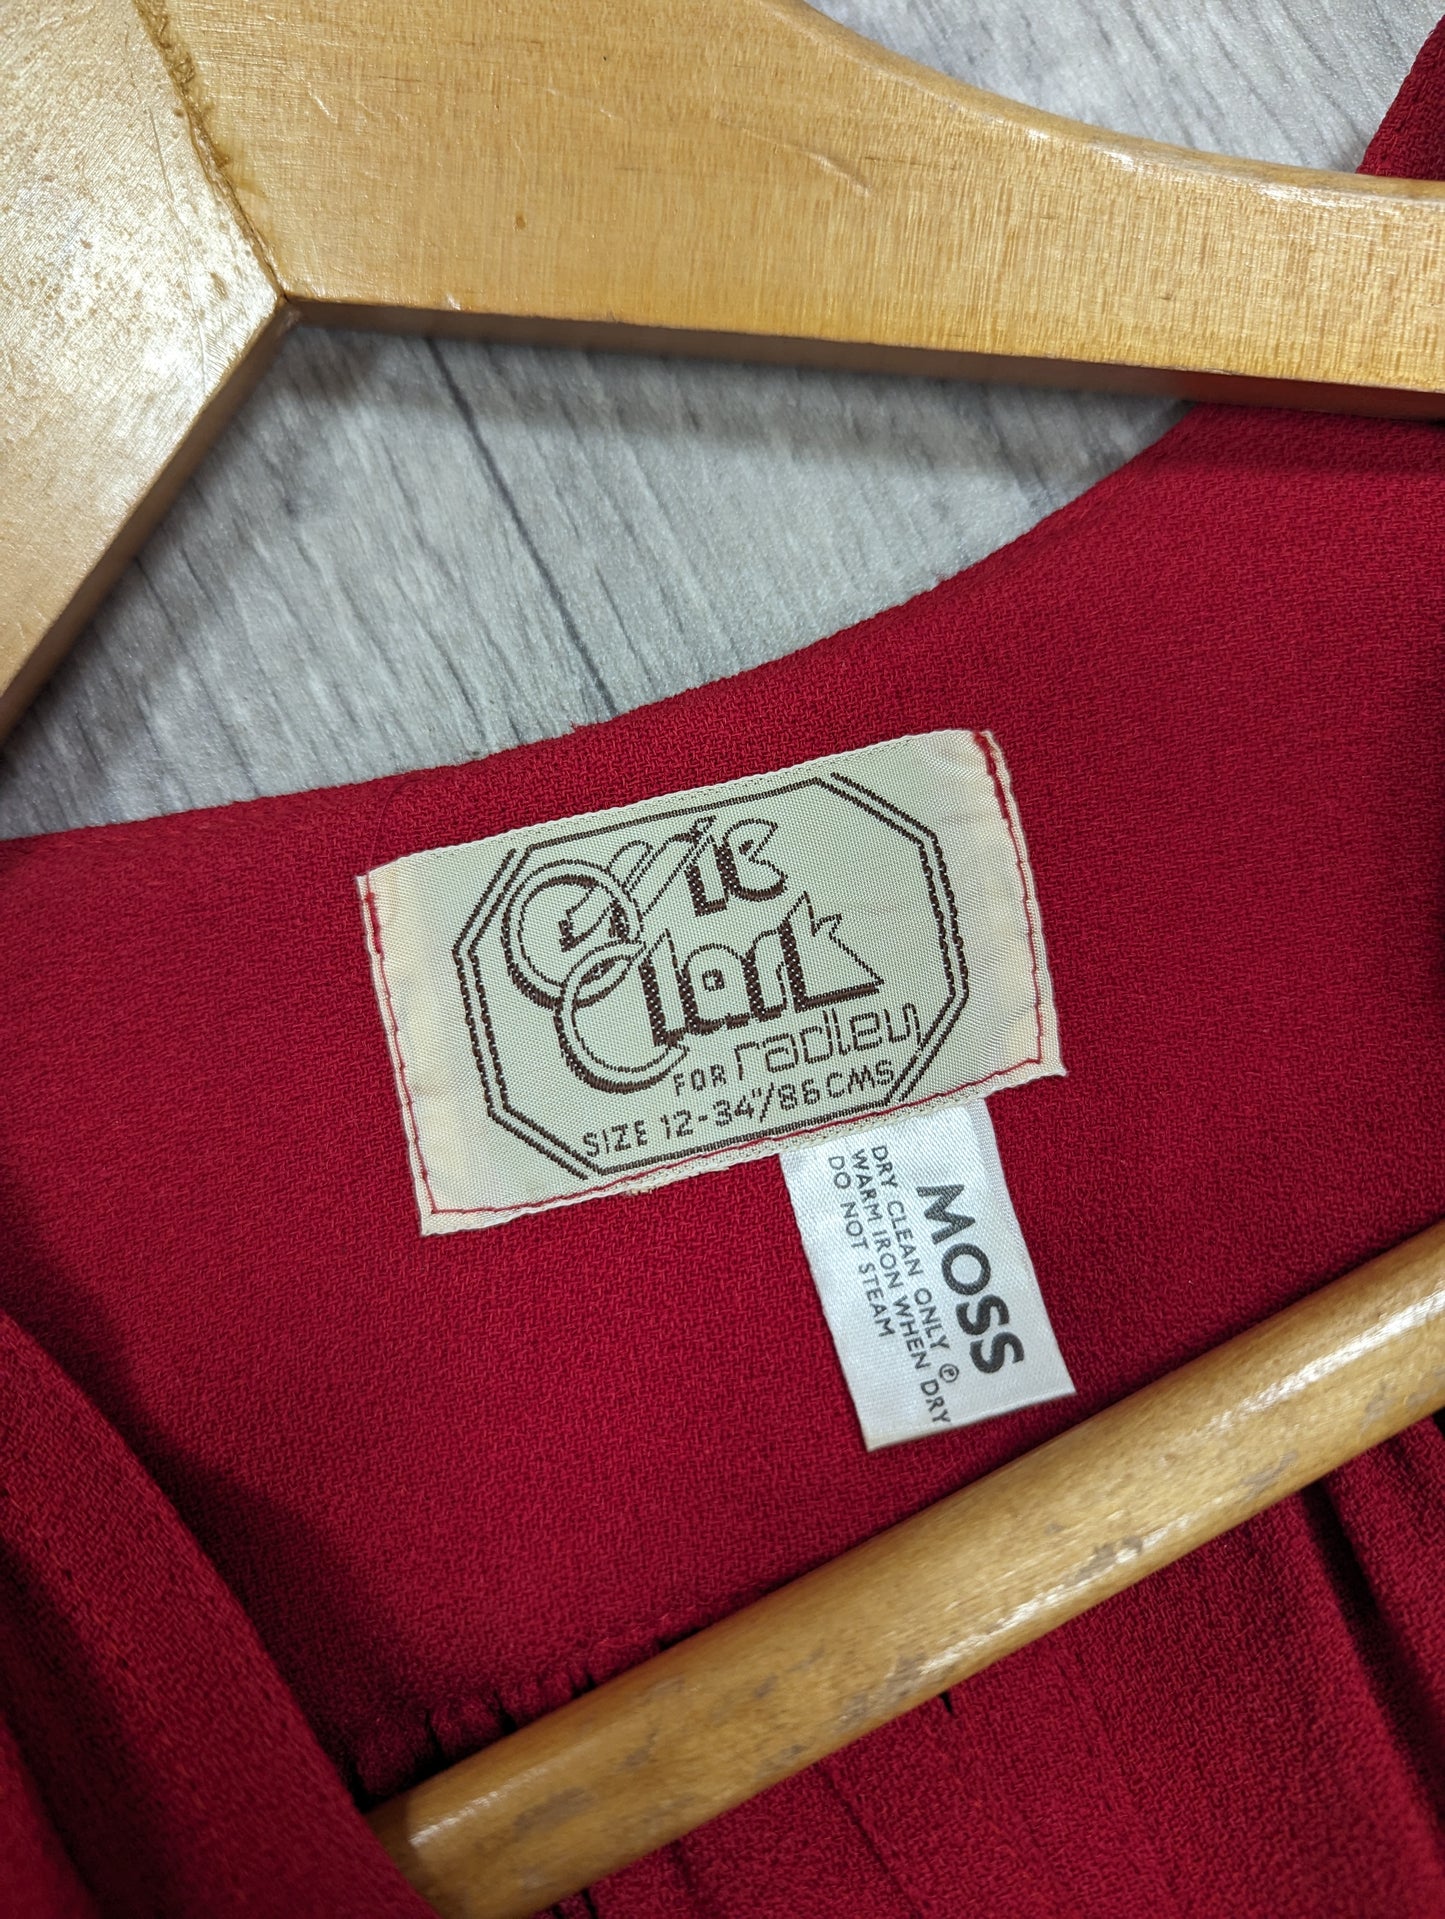 Ossie
Clark
FOR radley
SIZE 12-34"/86CMS
MOSS
DRY CLEAN ONLY Ⓟ
WARM IRON WHEN DRY
DO NOT STEAM